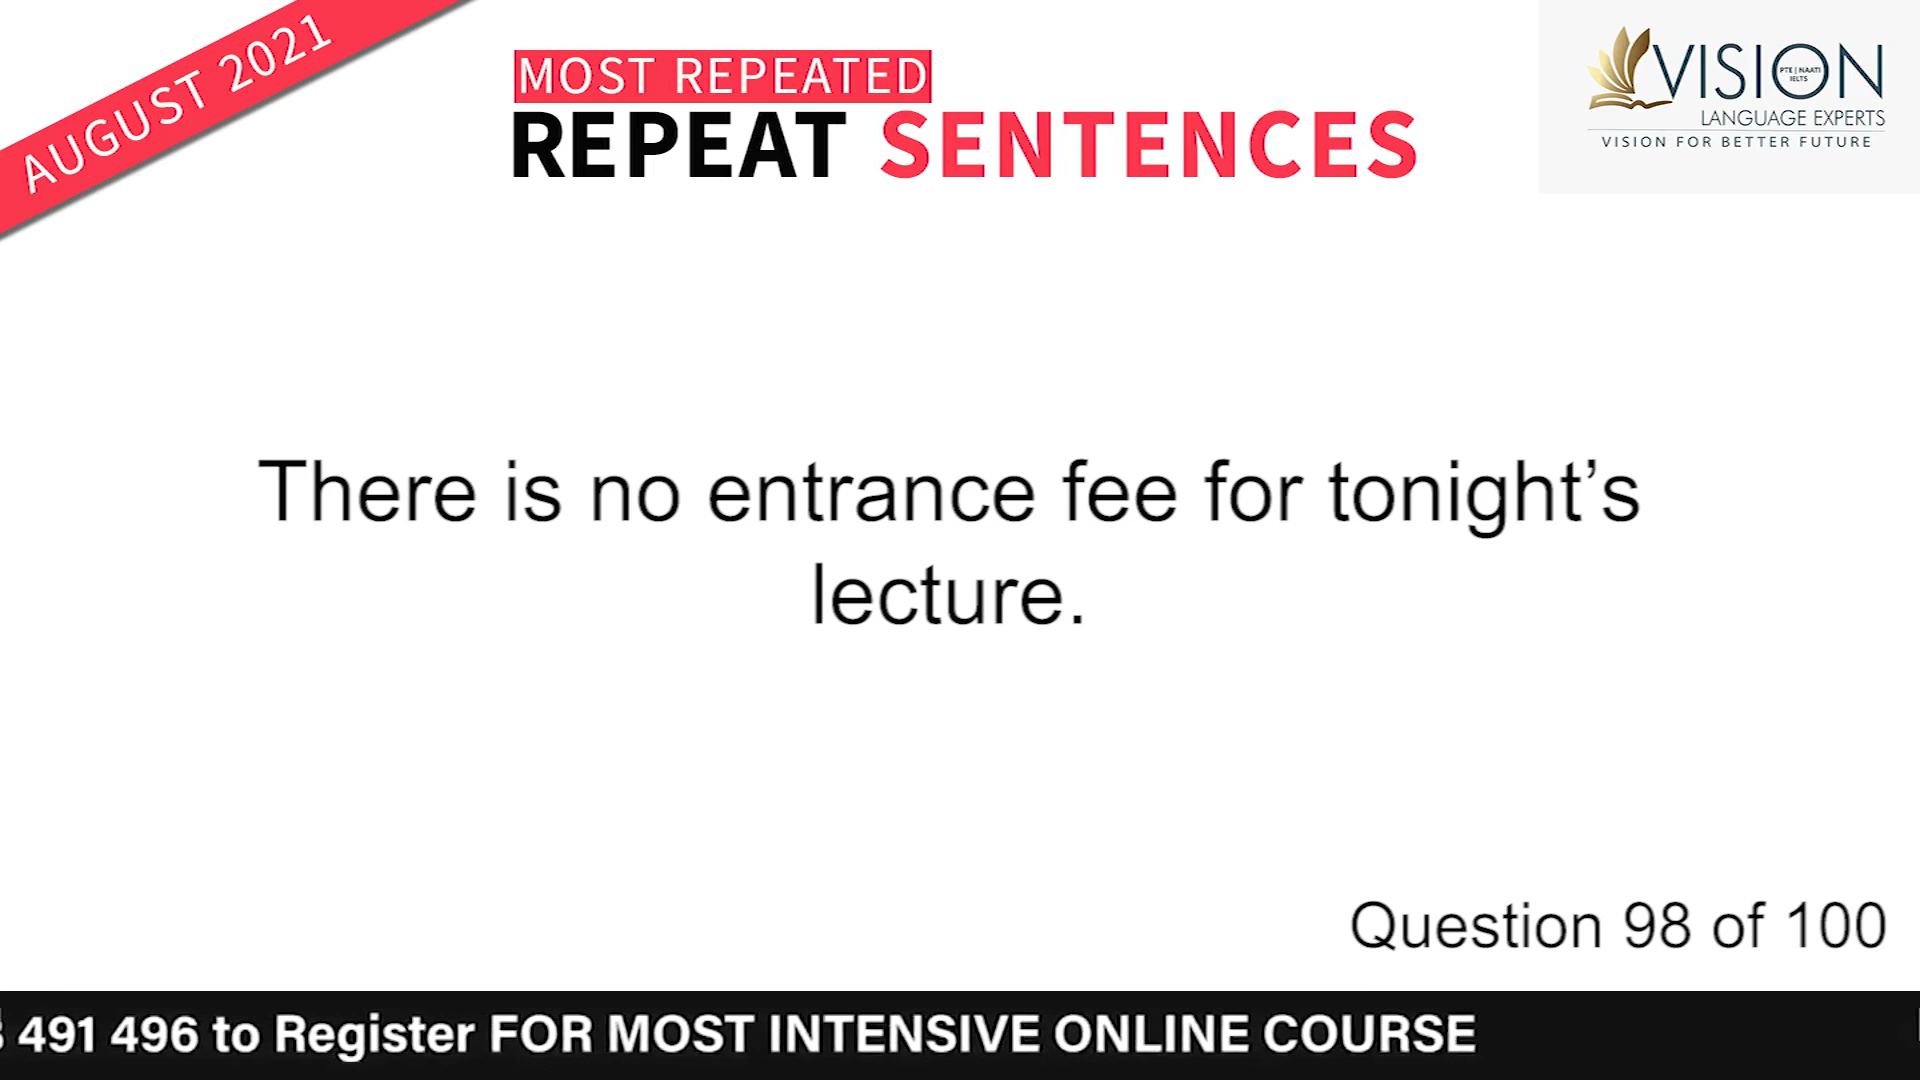 AUGUST 2021
MOST REPEATED
REPEAT SENTENCES
VISION
PTE | NAATI
IELTS
LANGUAGE EXPERTS
VISION FOR BETTER FUTURE
There is no entrance fee for tonight’s
lecture.
Question 98 of 100
491 496 to Register FOR MOST INTENSIVE ONLINE COURSE